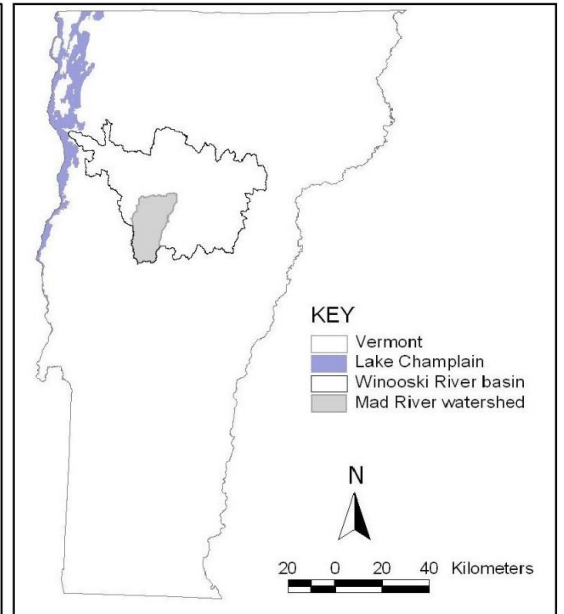 KEY
Vermont
Lake Champlain
Winooski River basin
Mad River watershed
N
20 0 20 40 Kilometers